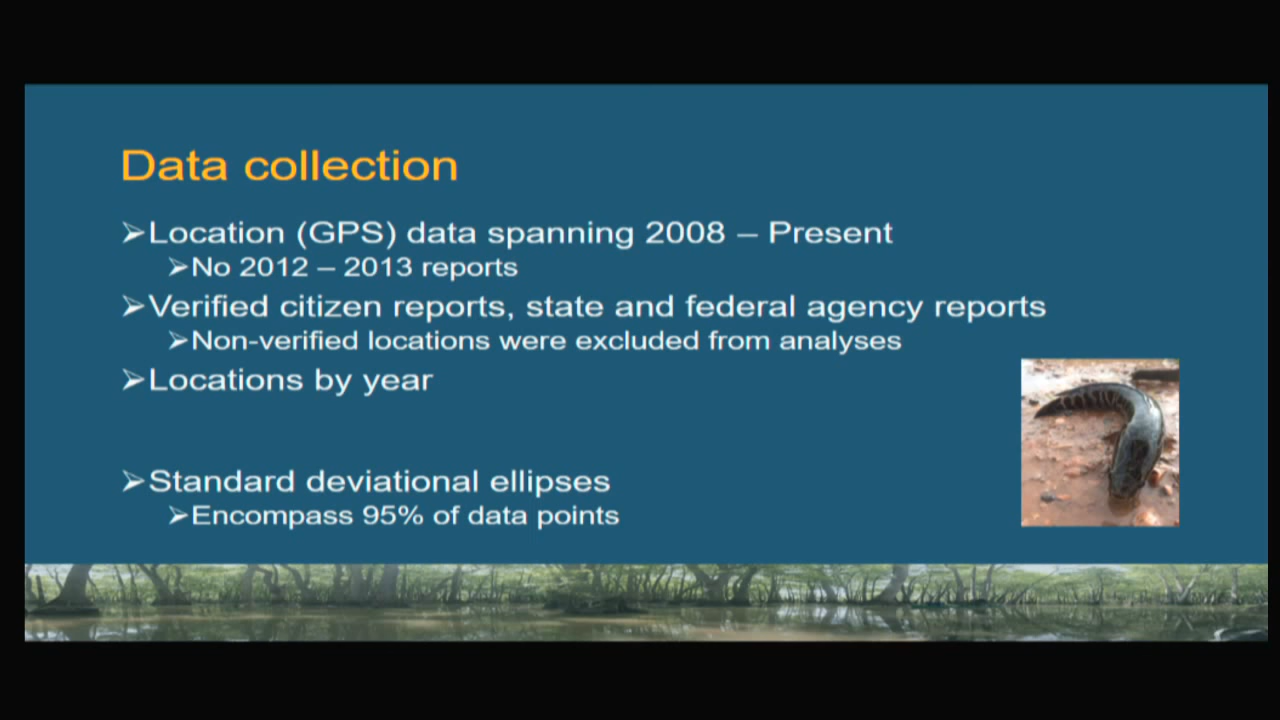 Data collection
➢Location (GPS) data spanning 2008 – Present
➢No 2012 – 2013 reports
➢Verified citizen reports, state and federal agency reports
➢Non-verified locations were excluded from analyses
➢Locations by year
➢Standard deviational ellipses
➢Encompass 95% of data points